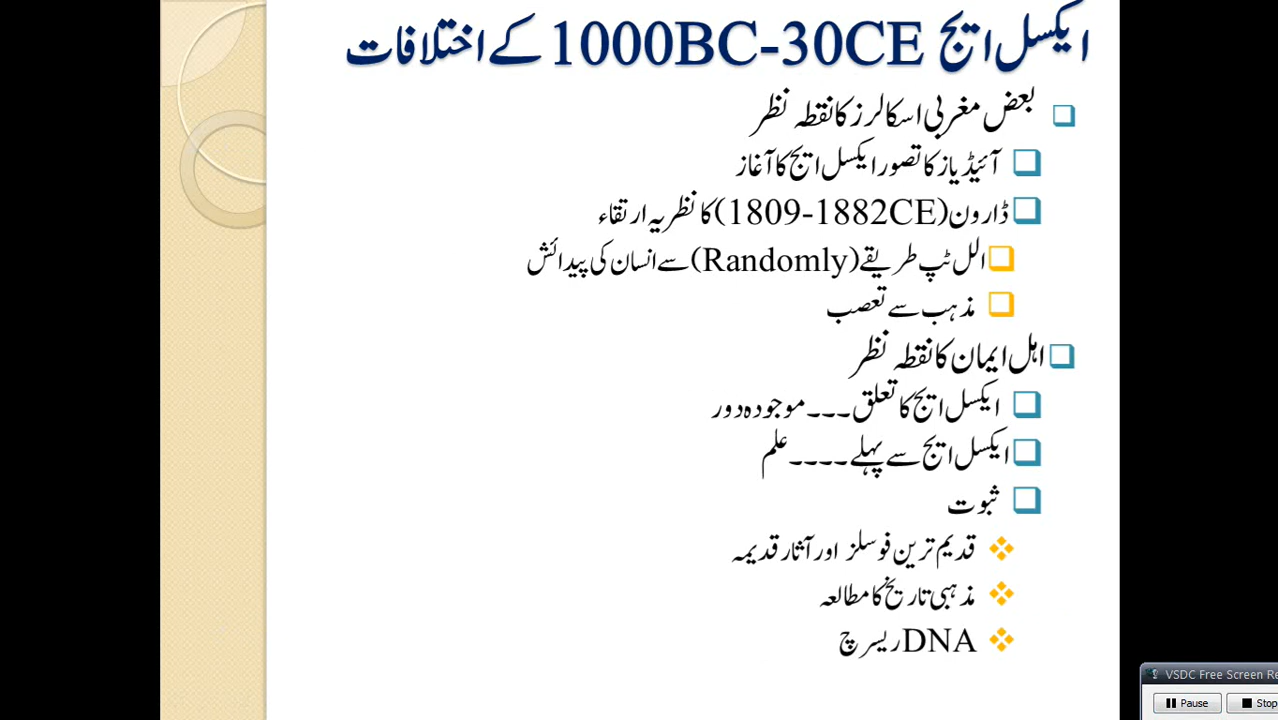 ایکسل ایج 1000BC-30CE کے اختلافات
بعض مغربی اسکالرز کا نقطہ نظر
آئیڈیاز کا تصور ایکسل ایج کا آغاز
ڈارون (1809-1882CE) کا نظریہ ارتقاء
الل ٹپ طریقے (Randomly) سے انسان کی پیدائش
مذہب سے تعصب
اہل ایمان کا نقطہ نظر
ایکسل ایج کا تعلق۔۔۔موجودہ دور
ایکسل ایج سے پہلے۔۔۔۔علم
ثبوت
قدیم ترین فوسلز اور آثار قدیمہ
مذہبی تاریخ کا مطالعہ
DNA ریسرچ
VSDC Free Screen Re
Pause Stop